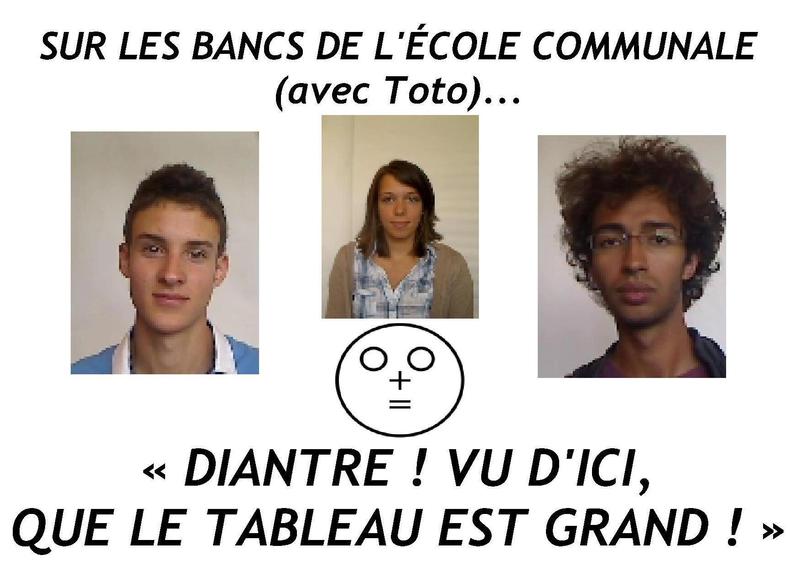 SUR LES BANCS DE L'ÉCOLE COMMUNALE
(avec Toto)...
+
=
« DIANTRE ! VU D'ICI,
QUE LE TABLEAU EST GRAND ! »